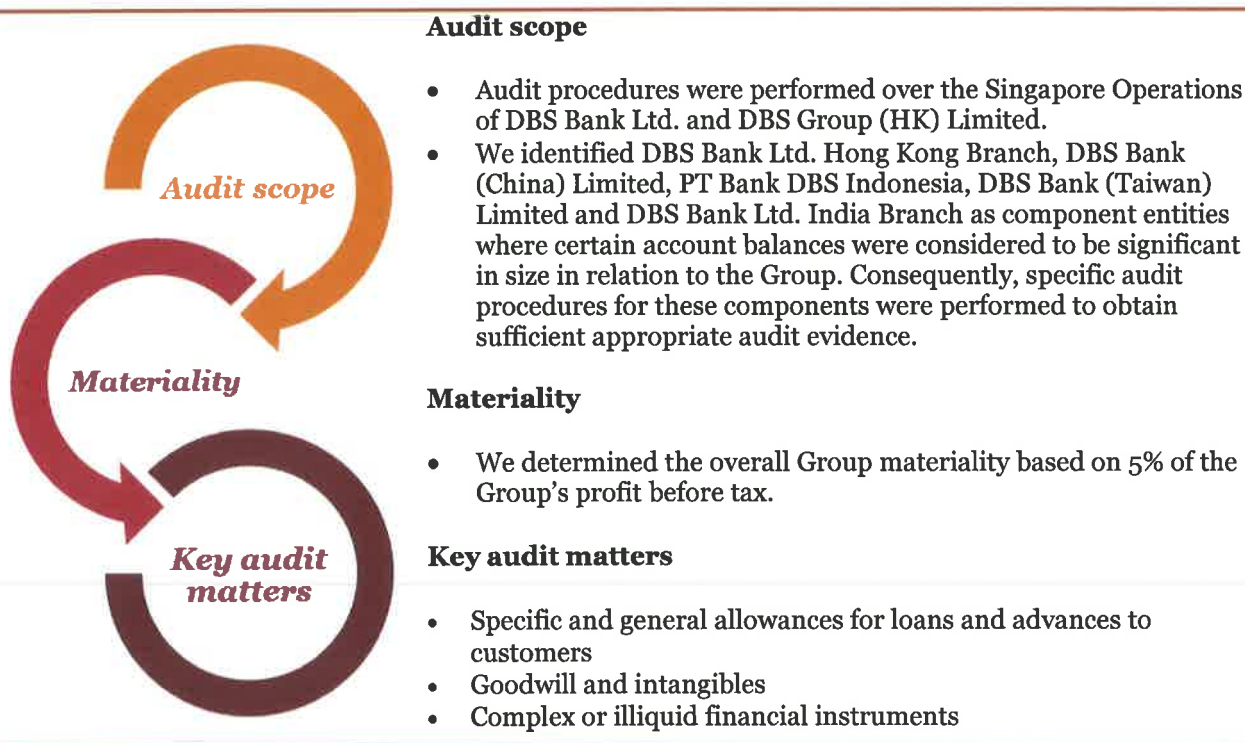 Audit scope
Audit scope
• Audit procedures were performed over the Singapore Operations
of DBS Bank Ltd. and DBS Group (HK) Limited.
• We identified DBS Bank Ltd. Hong Kong Branch, DBS Bank
(China) Limited, PT Bank DBS Indonesia, DBS Bank (Taiwan)
Limited and DBS Bank Ltd. India Branch as component entities
where certain account balances were considered to be significant
in size in relation to the Group. Consequently, specific audit
procedures for these components were performed to obtain
sufficient appropriate audit evidence.
Materiality
Materiality
• We determined the overall Group materiality based on 5% of the
Group's profit before tax.
Key audit
matters
Key audit matters
• Specific and general allowances for loans and advances to
customers
• Goodwill and intangibles
• Complex or illiquid financial instruments